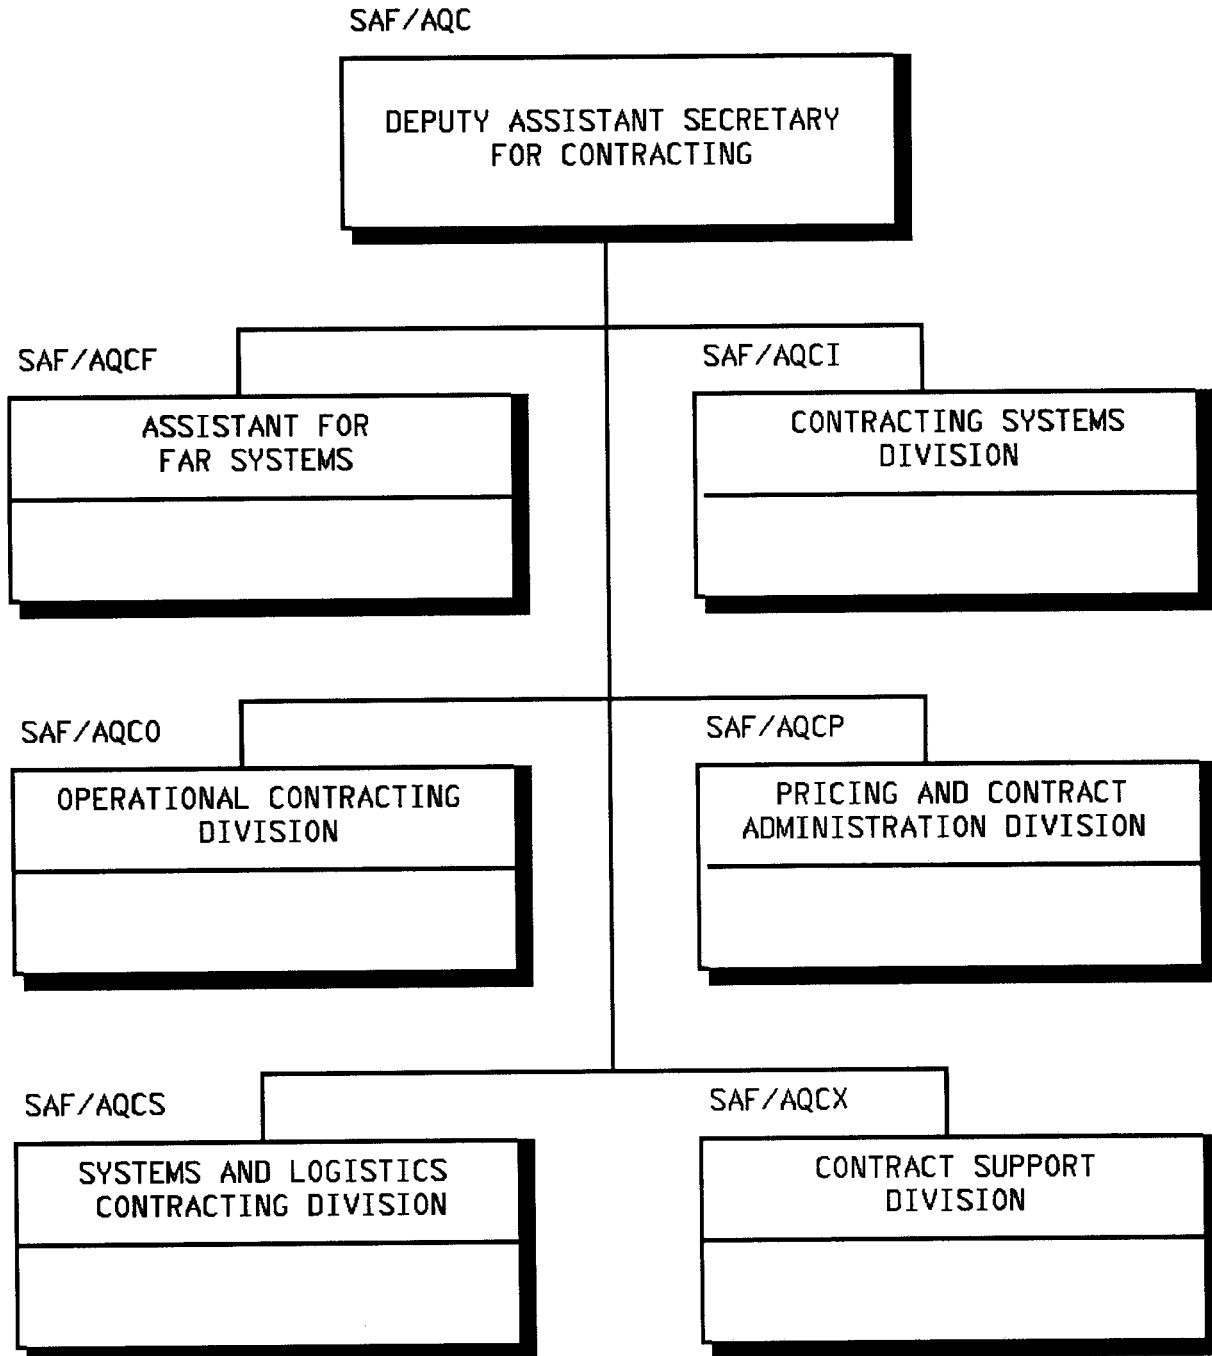 SAF/AQC
DEPUTY ASSISTANT SECRETARY
FOR CONTRACTING
SAF/AQCF
ASSISTANT FOR
FAR SYSTEMS
SAF/AQCI
CONTRACTING SYSTEMS
DIVISION
SAF/AQCO
OPERATIONAL CONTRACTING
DIVISION
SAF/AQCP
PRICING AND CONTRACT
ADMINISTRATION DIVISION
SAF/AQCS
SYSTEMS AND LOGISTICS
CONTRACTING DIVISION
SAF/AQCX
CONTRACT SUPPORT
DIVISION